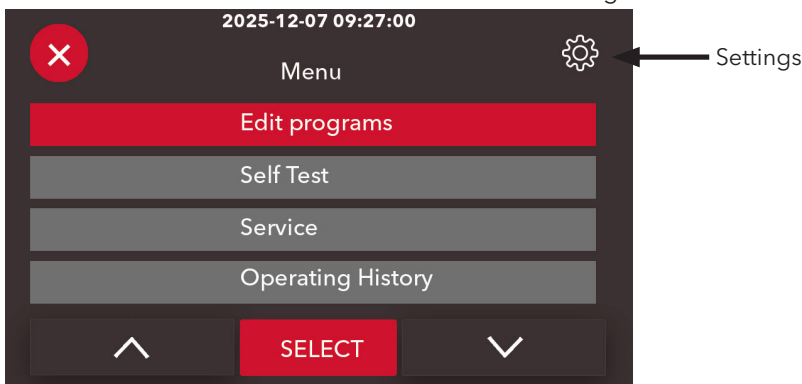 2025-12-07 09:27:00
Menu
Settings
Edit programs
Self Test
Service
Operating History
SELECT